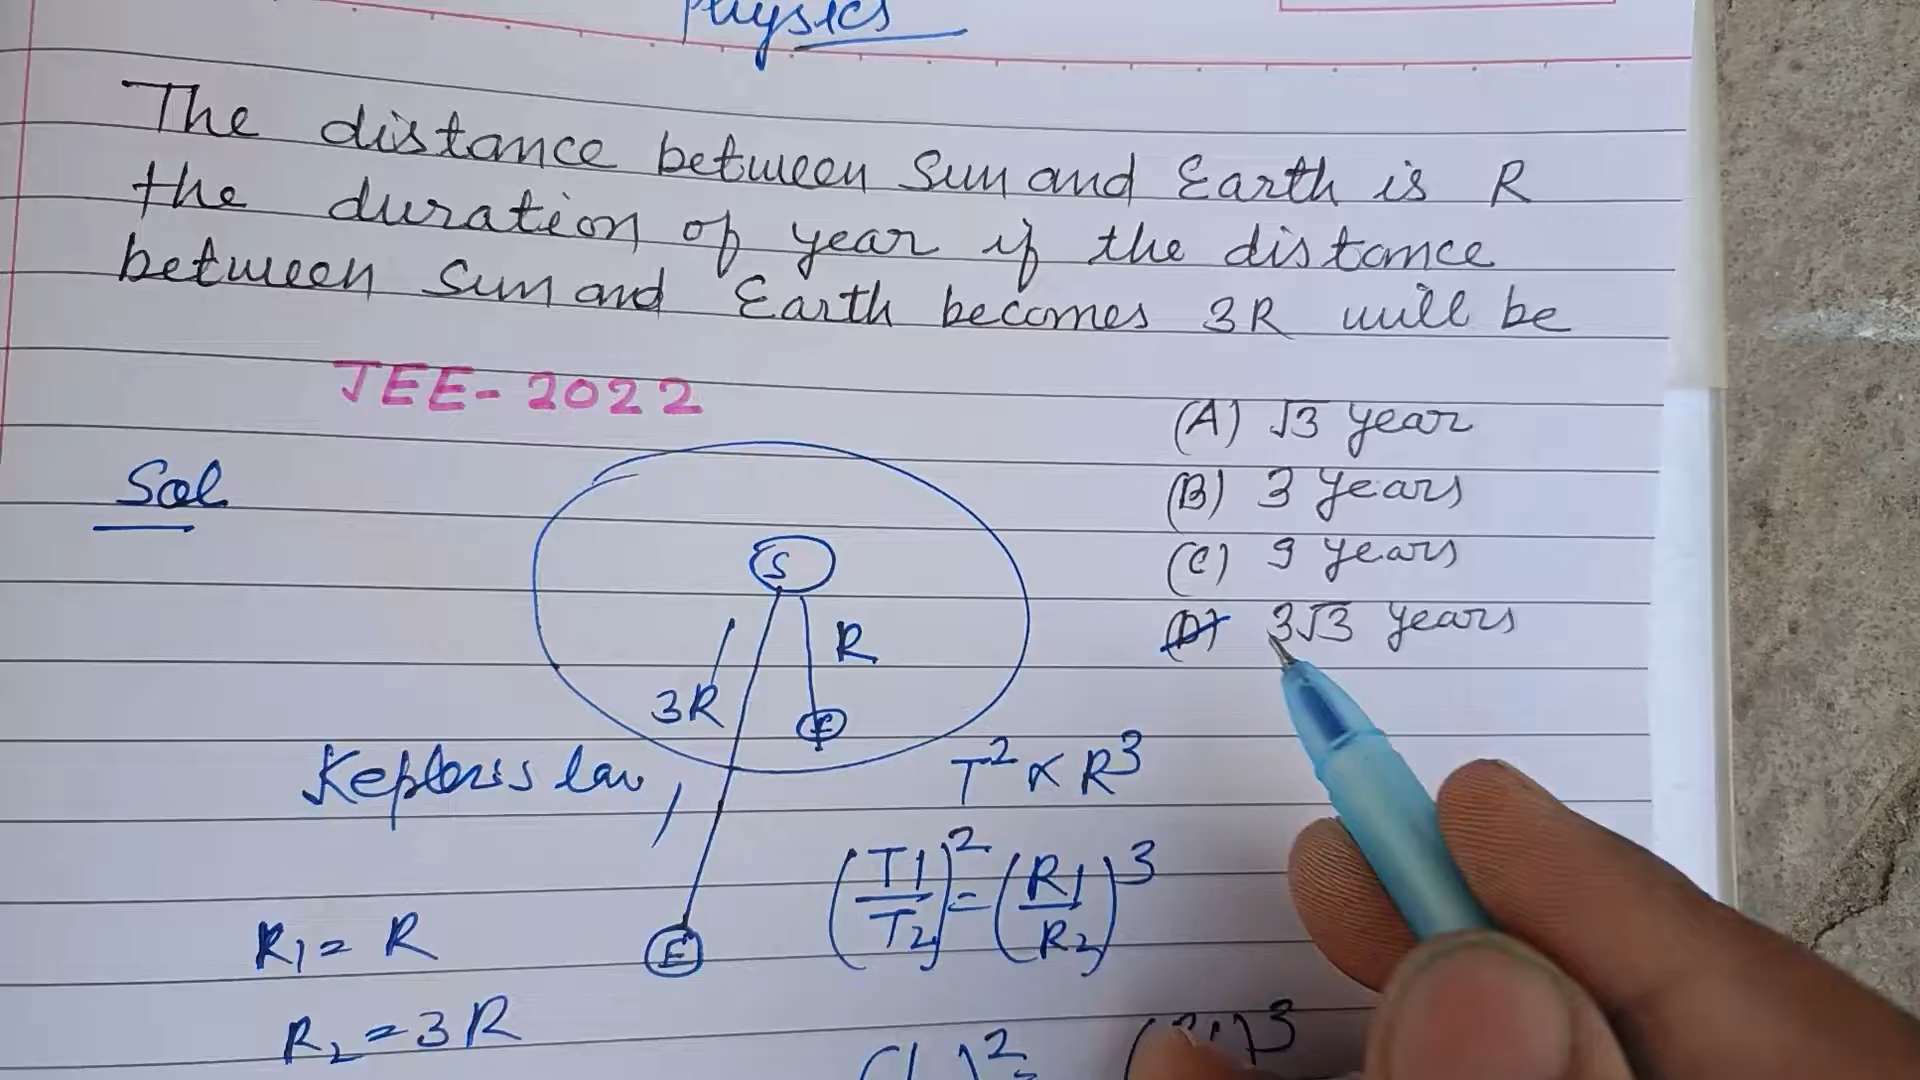 Physics
The distance between Sun and Earth is R
the duration of year if the distance
between Sun and Earth becomes 3R will be
JEE-2022
(A) √3 year
(B) 3 years
(C) 9 years
(D) 3√3 years
Sol
S
R
3R
E
Kepler's law
T² ∝ R³
(T1/T2)² = (R1/R2)³
E
R1 = R
R2 = 3R